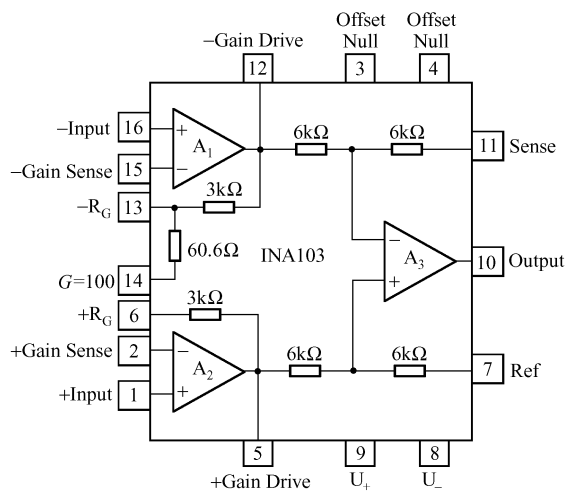 Offset Null
Offset Null
−Gain Drive
12
3
4
−Input
16
+
A₁
−
6kΩ
6kΩ
11
Sense
−Gain Sense
15
−R_G
13
3kΩ
60.6Ω
INA103
−
A₃
+
10
Output
G=100
14
+R_G
6
3kΩ
+Gain Sense
2
−
A₂
+
6kΩ
6kΩ
7
Ref
+Input
1
5
9
8
+Gain Drive
U₊
U₋